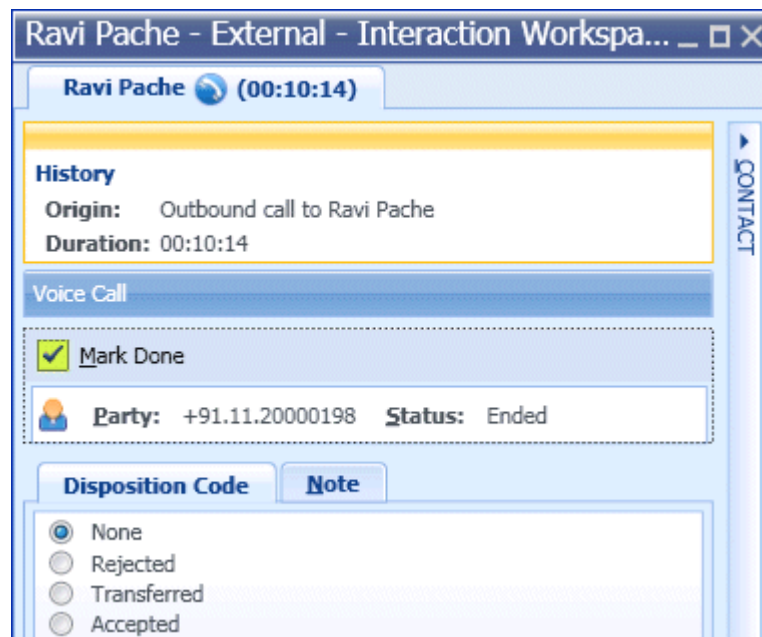 Ravi Pache - External - Interaction Workspa...
Ravi Pache (00:10:14)
History
Origin: Outbound call to Ravi Pache
Duration: 00:10:14
CONTACT
Voice Call
Mark Done
Party: +91.11.20000198 Status: Ended
Disposition Code Note
None
Rejected
Transferred
Accepted